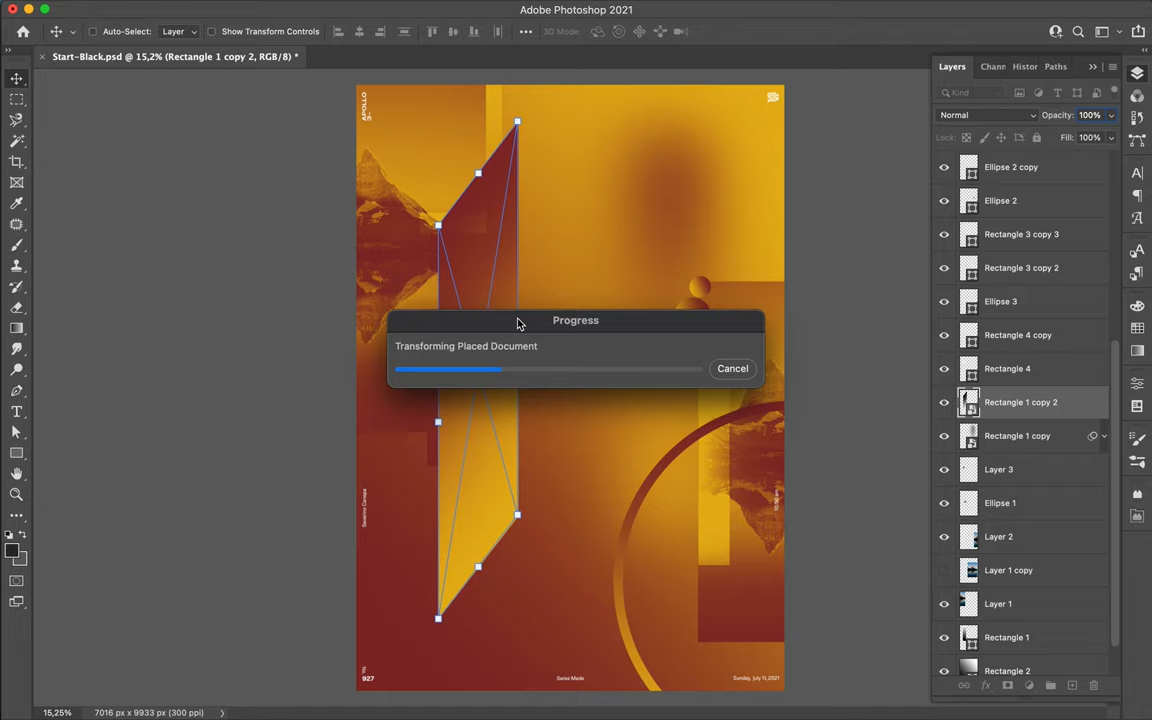 Adobe Photoshop 2021
Auto-Select: Layer Show Transform Controls 3D Mode:
Start-Black.psd @ 15,2% (Rectangle 1 copy 2, RGB/8) *
Layers Chann Histor Paths
Kind
Normal Opacity: 100%
Lock: Fill: 100%
Ellipse 2 copy
Ellipse 2
Rectangle 3 copy 3
Rectangle 3 copy 2
Ellipse 3
Rectangle 4 copy
Rectangle 4
Rectangle 1 copy 2
Rectangle 1 copy
Layer 3
Ellipse 1
Layer 2
Layer 1 copy
Layer 1
Rectangle 1
Rectangle 2
APOLLO
Progress
Transforming Placed Document
Cancel
927
Swiss Made
Sunday, July 11, 2021
15,25% 7016 px x 9933 px (300 ppi)